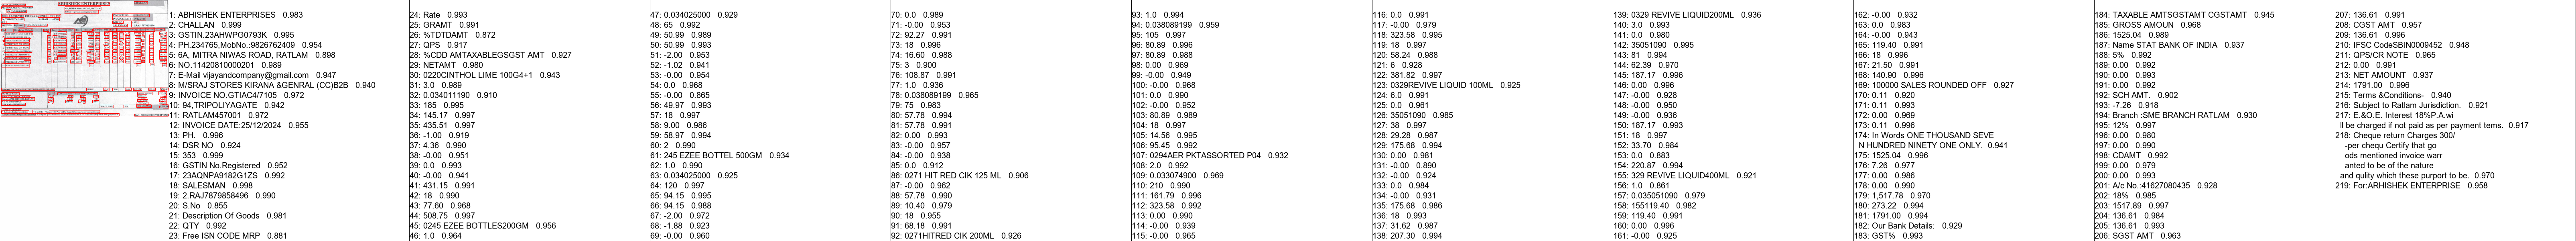 1: ABHISHEK ENTERPRISES 0.983
2: CHALLAN 0.999
3: GSTIN.23AHWPG0793K 0.995
4: PH.234765,MobNo.:9826762409 0.954
5: 6A, MITRA NIWAS ROAD, RATLAM 0.898
6: NO.11420810000201 0.989
7: E-Mail vijayandcompany@gmail.com 0.947
8: M/SRAJ STORES KIRANA &GENRAL (CC)B2B 0.940
9: INVOICE NO.GTIAC47105 0.972
10: 94,TRIPOLIYAGATE 0.942
11: RATLAM457001 0.972
12: INVOICE DATE:25/12/2024 0.955
13: PH. 0.996
14: DSR NO 0.924
15: 353 0.999
16: GSTIN No.Registered 0.952
17: 23AQNPA9182G1ZS 0.992
18: SALESMAN 0.998
19: 2.RAJ7879858496 0.990
20: S.No 0.855
21: Description Of Goods 0.981
22: QTY 0.992
23: Free ISN CODE MRP 0.881
24: Rate 0.993
25: GRAMT 0.991
26: %TDTDAMT 0.872
27: QPS 0.917
28: %CDD AMTAXABLEGSGST AMT 0.927
29: NETAMT 0.980
30: 0220CINTHOL LIME 100G4+1 0.943
31: 3.0 0.989
32: 0.034011190 0.910
33: 185 0.995
34: 145.17 0.997
35: 435.51 0.997
36: -1.00 0.919
37: 4.36 0.990
38: -0.00 0.951
39: 0.0 0.993
40: -0.00 0.941
41: 431.15 0.991
42: 18 0.990
43: 77.60 0.968
44: 508.75 0.997
45: 0245 EZEE BOTTLES200GM 0.956
46: 1.0 0.964
47: 0.034025000 0.929
48: 65 0.992
49: 50.99 0.989
50: 50.99 0.993
51: -2.00 0.953
52: -1.02 0.941
53: -0.00 0.954
54: 0.0 0.968
55: -0.00 0.865
56: 49.97 0.993
57: 18 0.997
58: 9.00 0.986
59: 58.97 0.994
60: 2 0.990
61: 245 EZEE BOTTEL 500GM 0.934
62: 1.0 0.990
63: 0.034025000 0.925
64: 120 0.997
65: 94.15 0.995
66: 94.15 0.988
67: -2.00 0.972
68: -1.88 0.923
69: -0.00 0.960
70: 0.0 0.989
71: -0.00 0.953
72: 92.27 0.991
73: 18 0.996
74: 16.60 0.988
75: 3 0.900
76: 108.87 0.991
77: 1.0 0.936
78: 0.038089199 0.965
79: 75 0.983
80: 57.78 0.994
81: 57.78 0.991
82: 0.00 0.993
83: -0.00 0.957
84: -0.00 0.938
85: 0.0 0.912
86: 0271 HIT RED CIK 125 ML 0.906
87: -0.00 0.962
88: 57.78 0.990
89: 10.40 0.979
90: 18 0.955
91: 68.18 0.991
92: 0271HITRED CIK 200ML 0.926
93: 1.0 0.994
94: 0.038089199 0.959
95: 105 0.997
96: 80.89 0.996
97: 80.89 0.988
98: 0.00 0.969
99: -0.00 0.949
100: -0.00 0.968
101: 0.0 0.990
102: -0.00 0.952
103: 80.89 0.989
104: 18 0.997
105: 14.56 0.995
106: 95.45 0.992
107: 0294AER PKTASSORTED P04 0.932
108: 2.0 0.992
109: 0.033074900 0.969
110: 210 0.990
111: 161.79 0.996
112: 323.58 0.992
113: 0.00 0.990
114: -0.00 0.939
115: -0.00 0.965
116: 0.0 0.991
117: -0.00 0.979
118: 323.58 0.995
119: 18 0.997
120: 58.24 0.988
121: 6 0.928
122: 381.82 0.997
123: 0329REVIVE LIQUID 100ML 0.925
124: 6.0 0.991
125: 0.0 0.961
126: 35051090 0.985
127: 38 0.997
128: 29.28 0.987
129: 175.68 0.994
130: 0.00 0.981
131: -0.00 0.890
132: -0.00 0.924
133: 0.0 0.984
134: -0.00 0.931
135: 175.68 0.986
136: 18 0.993
137: 31.62 0.987
138: 207.30 0.994
139: 0329 REVIVE LIQUID200ML 0.936
140: 3.0 0.993
141: 0.0 0.980
142: 35051090 0.995
143: 81 0.994
144: 62.39 0.970
145: 187.17 0.996
146: 0.00 0.996
147: -0.00 0.928
148: -0.00 0.950
149: -0.00 0.936
150: 187.17 0.993
151: 18 0.997
152: 33.70 0.984
153: 0.0 0.883
154: 220.87 0.994
155: 329 REVIVE LIQUID400ML 0.921
156: 1.0 0.861
157: 0.035051090 0.979
158: 155119.40 0.982
159: 119.40 0.991
160: 0.00 0.996
161: -0.00 0.925
162: -0.00 0.932
163: 0.0 0.983
164: -0.00 0.943
165: 119.40 0.991
166: 18 0.996
167: 21.50 0.991
168: 140.90 0.996
169: 100000 SALES ROUNDED OFF 0.927
170: 0.11 0.920
171: 0.11 0.993
172: 0.00 0.969
173: 0.11 0.996
174: In Words ONE THOUSAND SEVE
N HUNDRED NINETY ONE ONLY. 0.941
175: 1525.04 0.996
176: 7.26 0.977
177: 0.00 0.986
178: 0.00 0.990
179: 1,517.78 0.970
180: 273.22 0.994
181: 1791.00 0.994
182: Our Bank Details: 0.929
183: GST% 0.993
184: TAXABLE AMTSGSTAMT CGSTAMT 0.945
185: GROSS AMOUN 0.968
186: 1525.04 0.989
187: Name STAT BANK OF INDIA 0.937
188: 5% 0.992
189: 0.00 0.992
190: 0.00 0.993
191: 0.00 0.992
192: SCH AMT. 0.902
193: -7.26 0.918
194: Branch :SME BRANCH RATLAM 0.930
195: 12% 0.997
196: 0.00 0.980
197: 0.00 0.991
198: CDAMT 0.992
199: 0.00 0.979
200: 0.00 0.993
201: A/c No.:41627080435 0.928
202: 18% 0.985
203: 1517.89 0.997
204: 136.61 0.984
205: 136.61 0.993
206: SGST AMT 0.963
207: 136.61 0.991
208: CGST AMT 0.957
209: 136.61 0.996
210: IFSC CodeSBIN0009452 0.948
211: QPS/CR NOTE 0.965
212: 0.00 0.991
213: NET AMOUNT 0.937
214: 1791.00 0.996
215: Terms &Conditions- 0.940
216: Subject to Ratlam Jurisdiction. 0.921
217: E.&O.E. Interest 18%P.A.wi
ll be charged if not paid as per payment tems. 0.917
218: Cheque return Charges 300/
-per chequ Certify that go
ods mentioned invoice warr
anted to be of the nature
and qulity which these purport to be. 0.970
219: For:ABHISHEK ENTERPRISE 0.958